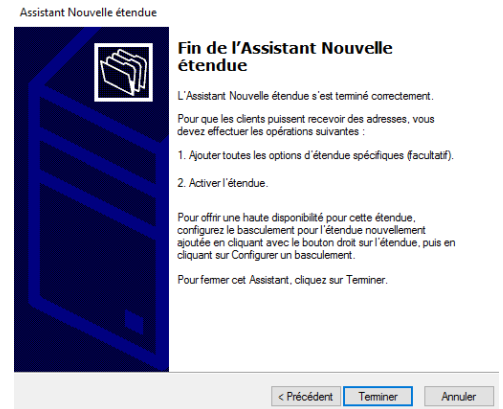 Assistant Nouvelle étendue
Fin de l'Assistant Nouvelle
étendue
L'Assistant Nouvelle étendue s'est terminé correctement.
Pour que les clients puissent recevoir des adresses, vous
devez effectuer les opérations suivantes :
1. Ajouter toutes les options d'étendue spécifiques (facultatif).
2. Activer l'étendue.
Pour offrir une haute disponibilité pour cette étendue,
configurez le basculement pour l'étendue nouvellement
ajoutée en cliquant avec le bouton droit sur l'étendue, puis en
cliquant sur Configurer un basculement.
Pour fermer cet Assistant, cliquez sur Terminer.
< Précédent Terminer Annuler